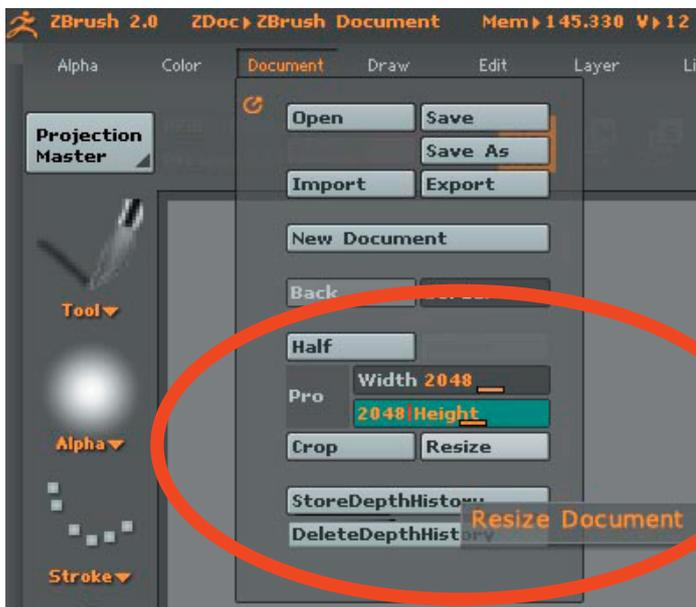 ZBrush 2.0 ZDoc▸ZBrush Document Mem▸145.330 V▸12
Alpha Color Document Draw Edit Layer Li
Projection
Master
Open Save
Save As
Import Export
New Document
Back
Tool
Half
Pro
Width 2048
2048 Height
Alpha
Crop Resize
StoreDepthHistory
Resize Document
DeleteDepthHistory
Stroke